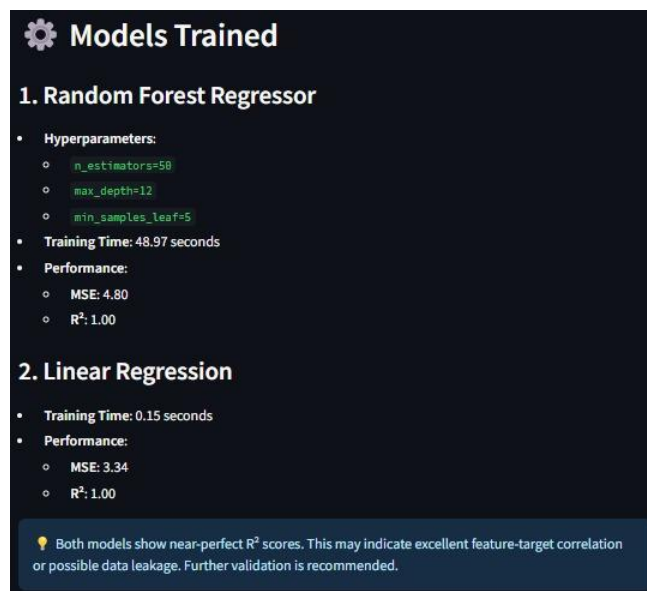 Models Trained
1. Random Forest Regressor
• Hyperparameters:
○ n_estimators=50
○ max_depth=12
○ min_samples_leaf=5
• Training Time: 48.97 seconds
• Performance:
○ MSE: 4.80
○ R²: 1.00
2. Linear Regression
• Training Time: 0.15 seconds
• Performance:
○ MSE: 3.34
○ R²: 1.00
Both models show near-perfect R² scores. This may indicate excellent feature-target correlation
or possible data leakage. Further validation is recommended.